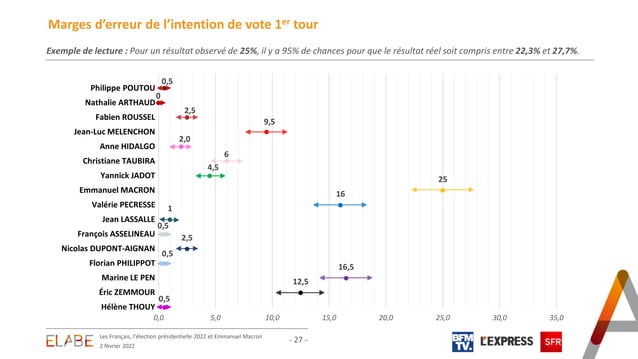 Marges d'erreur de l'intention de vote 1er tour
Exemple de lecture : Pour un résultat observé de 25%, il y a 95% de chances pour que le résultat réel soit compris entre 22,3% et 27,7%.
Philippe POUTOU 0,5
Nathalie ARTHAUD 0
Fabien ROUSSEL 2,5
Jean-Luc MELENCHON 9,5
Anne HIDALGO 2,0
Christiane TAUBIRA 6
Yannick JADOT 4,5
Emmanuel MACRON 25
Valérie PECRESSE 16
Jean LASSALLE 1
François ASSELINEAU 0,5
Nicolas DUPONT-AIGNAN 2,5
Florian PHILIPPOT 0,5
Marine LE PEN 16,5
Éric ZEMMOUR 12,5
Hélène THOUY 0,5
0,0 5,0 10,0 15,0 20,0 25,0 30,0 35,0
ELABE
Les Français, l'élection présidentielle 2022 et Emmanuel Macron
2 février 2022
- 27 -
BFM TV.
L'EXPRESS
SFR